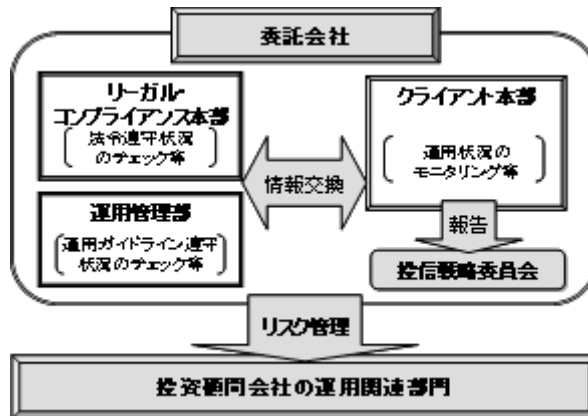 委託会社
リーガル・
コンプライアンス本部
法令遵守状況
のチェック等
運用管理部
運用ガイドライン遵守
状況のチェック等
情報交換
クライアント本部
運用状況の
モニタリング等
報告
投信戦略委員会
リスク管理
投資顧問会社の運用関連部門